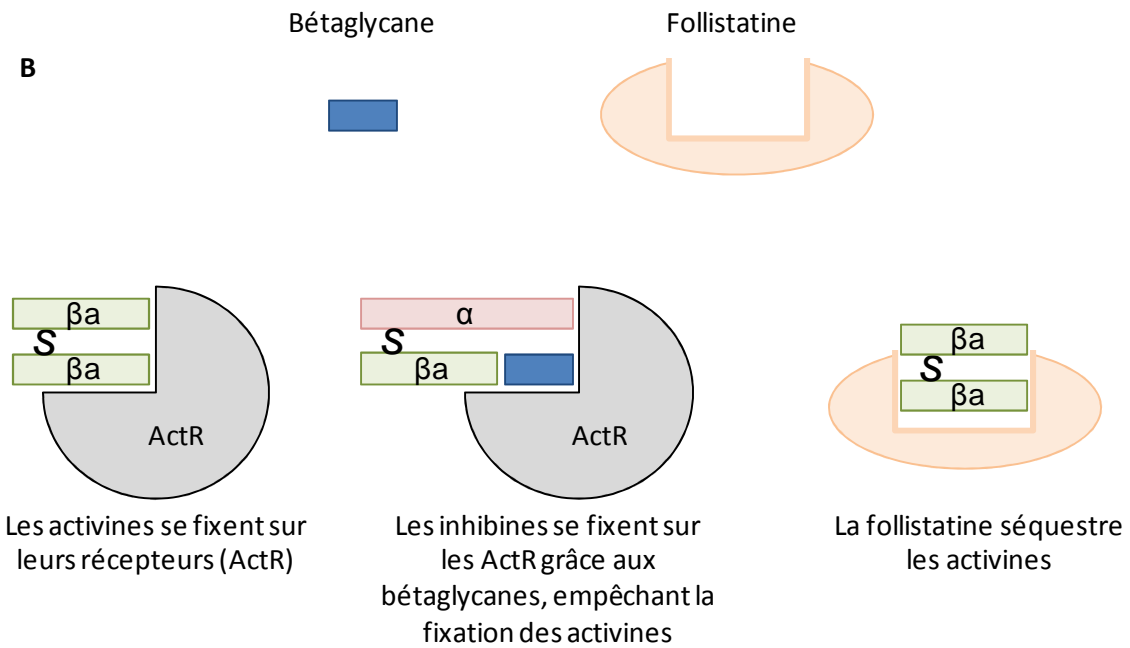 Bétaglycane
Follistatine
B
βa
S
βa
ActR
α
S
βa
ActR
βa
S
βa
Les activines se fixent sur
leurs récepteurs (ActR)
Les inhibines se fixent sur
les ActR grâce aux
bétaglycanes, empêchant la
fixation des activines
La follistatine séquestre
les activines